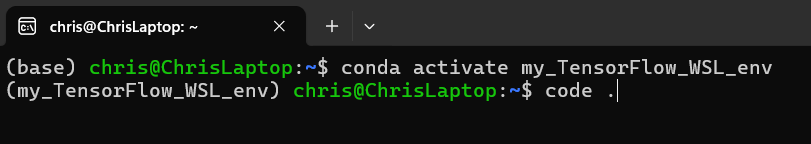 chris@ChrisLaptop: ~
(base) chris@ChrisLaptop:~$ conda activate my_TensorFlow_WSL_env
(my_TensorFlow_WSL_env) chris@ChrisLaptop:~$ code .